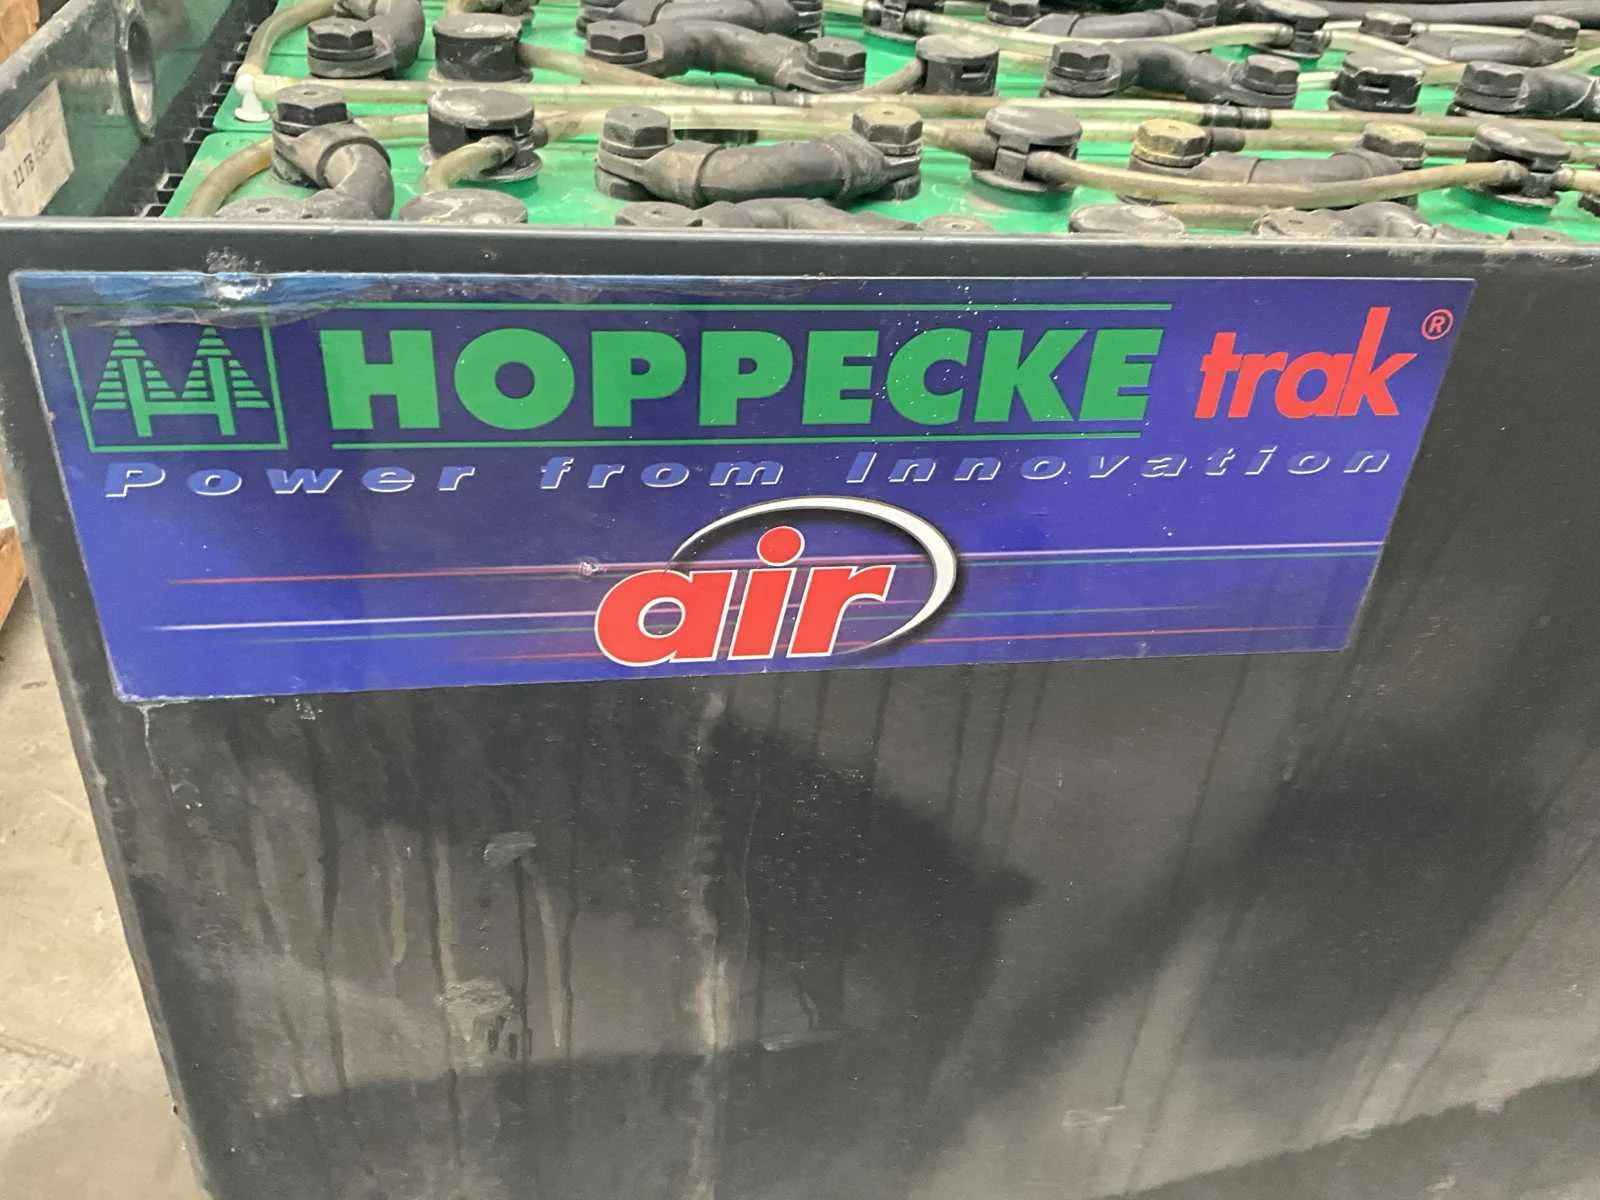 HOPPECKE trak®
Power from Innovation
air